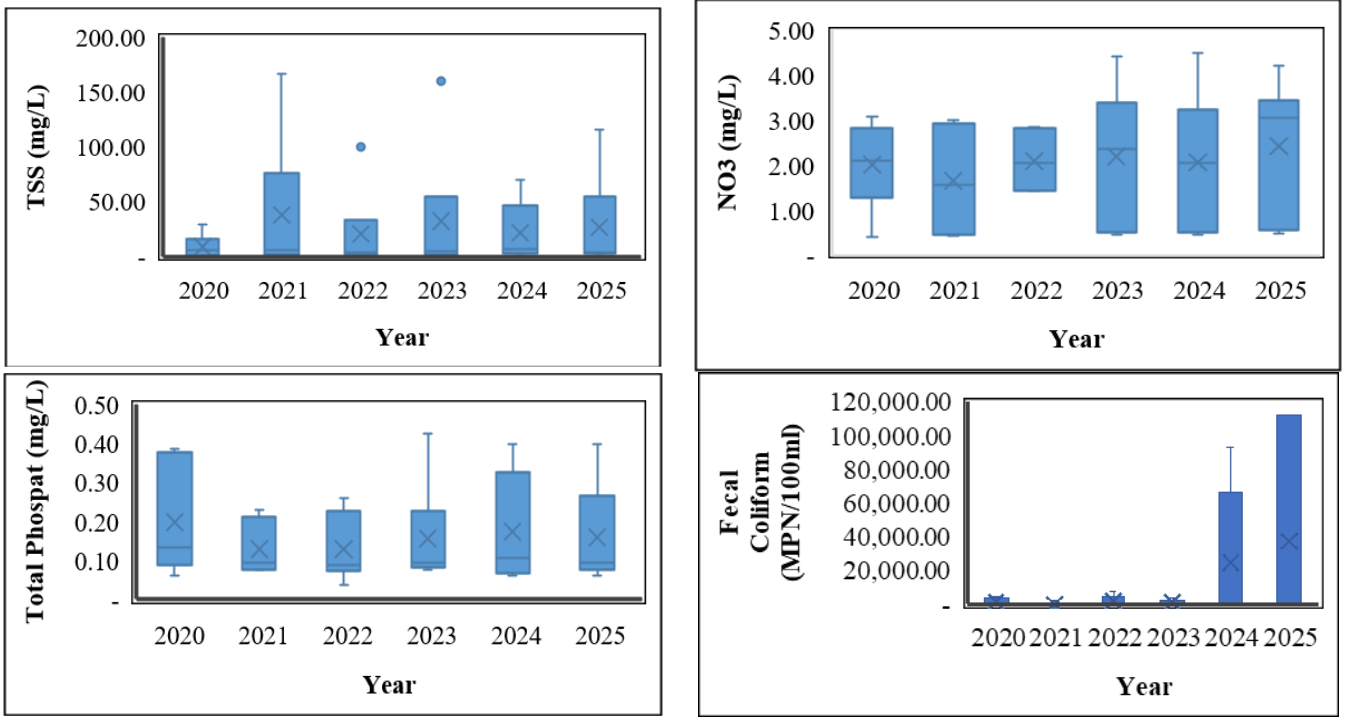 TSS (mg/L)
200.00
150.00
100.00
50.00
-
2020 2021 2022 2023 2024 2025
Year
NO3 (mg/L)
5.00
4.00
3.00
2.00
1.00
-
2020 2021 2022 2023 2024 2025
Year
Total Phospat (mg/L)
0.50
0.40
0.30
0.20
0.10
-
2020 2021 2022 2023 2024 2025
Year
Fecal
Coliform
(MPN/100ml)
120,000.00
100,000.00
80,000.00
60,000.00
40,000.00
20,000.00
-
2020 2021 2022 2023 2024 2025
Year